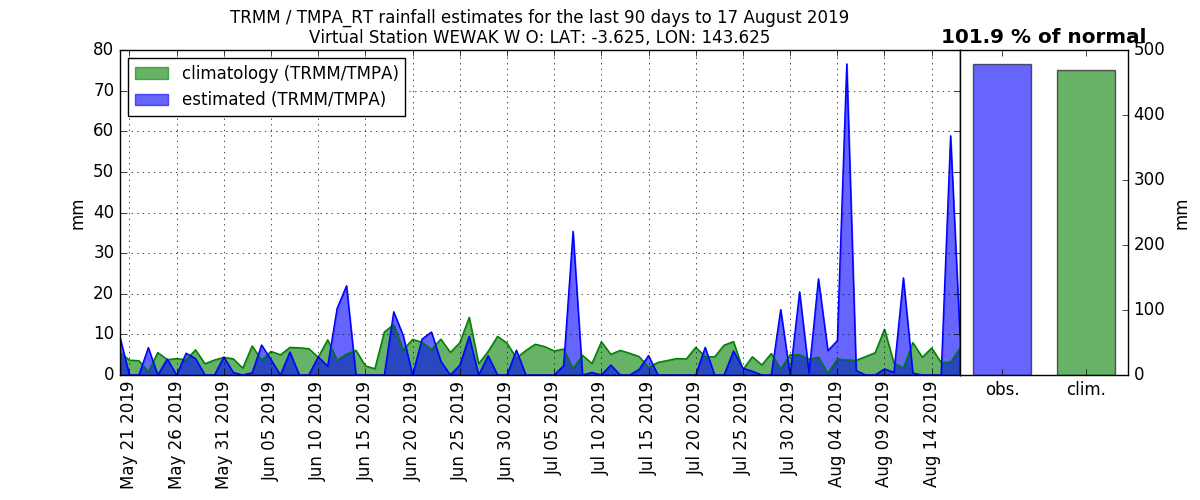 TRMM / TMPA_RT rainfall estimates for the last 90 days to 17 August 2019
Virtual Station WEWAK W O: LAT: -3.625, LON: 143.625
101.9 % of normal
climatology (TRMM/TMPA)
estimated (TRMM/TMPA)
80
70
60
50
40
30
20
10
0
mm
May 21 2019
May 26 2019
May 31 2019
Jun 05 2019
Jun 10 2019
Jun 15 2019
Jun 20 2019
Jun 25 2019
Jun 30 2019
Jul 05 2019
Jul 10 2019
Jul 15 2019
Jul 20 2019
Jul 25 2019
Jul 30 2019
Aug 04 2019
Aug 09 2019
Aug 14 2019
obs.
clim.
500
400
300
200
100
0
mm